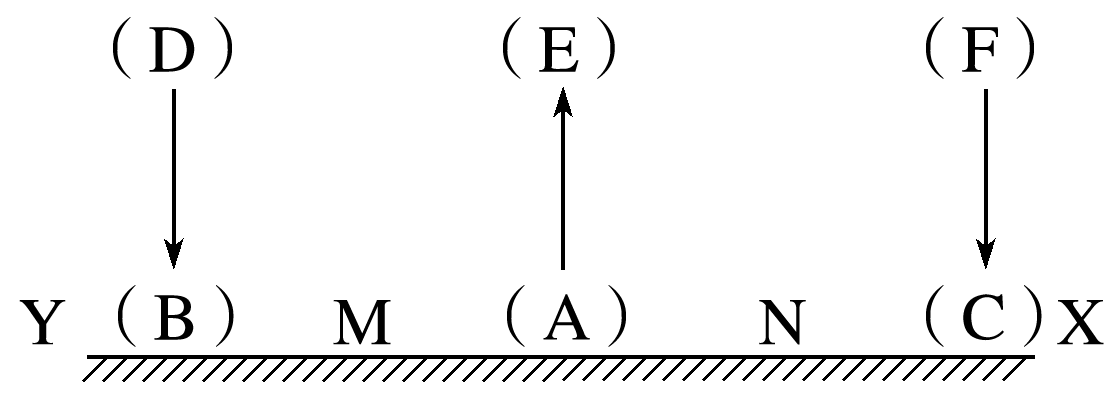 （D）（E）（F）
Y（B） M （A） N （C）X